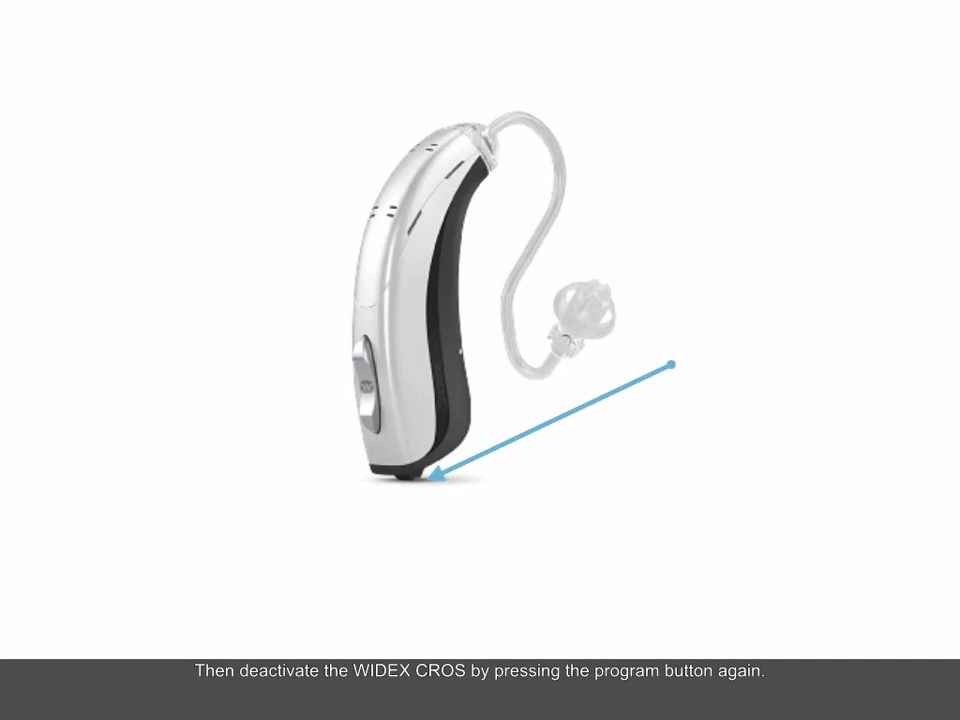 Then deactivate the WIDEX CROS by pressing the program button again.